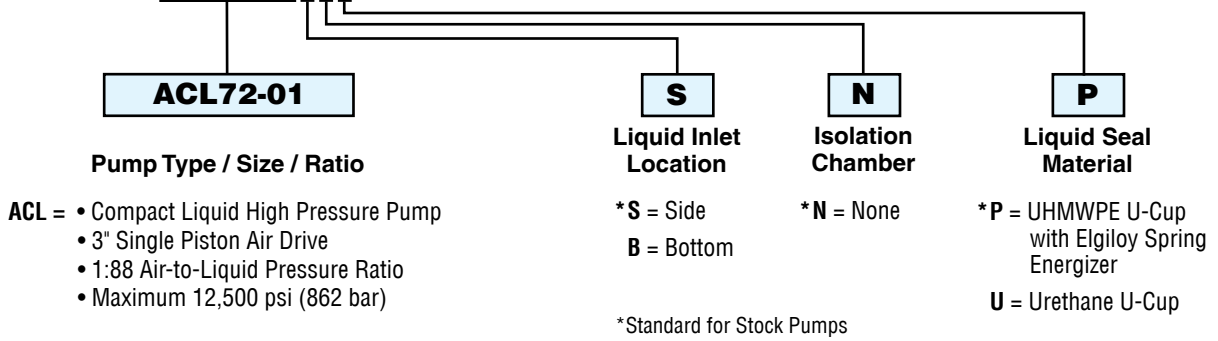 ACL72-01 S N P
Pump Type / Size / Ratio
ACL = • Compact Liquid High Pressure Pump
• 3" Single Piston Air Drive
• 1:88 Air-to-Liquid Pressure Ratio
• Maximum 12,500 psi (862 bar)
Liquid Inlet
Location
*S = Side
B = Bottom
*Standard for Stock Pumps
Isolation
Chamber
*N = None
Liquid Seal
Material
*P = UHMWPE U-Cup
with Elgiloy Spring
Energizer
U = Urethane U-Cup